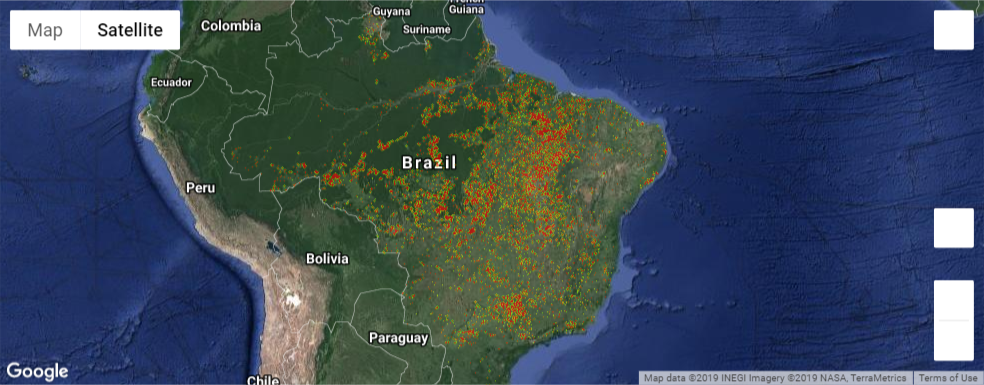 French
Guyana
Guiana
Map
Satellite
Colombia
Suriname
Ecuador
Brazil
Peru
Bolivia
Paraguay
Chile
Google
Map data ©2019 INEGI Imagery ©2019 NASA, TerraMetrics
Terms of Use